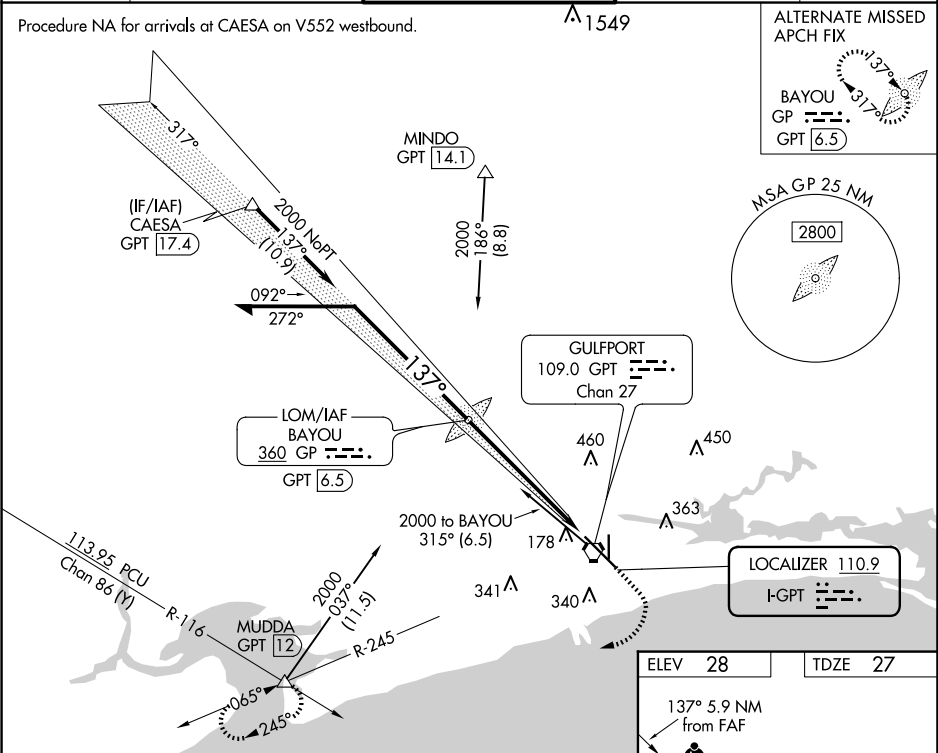 Procedure NA for arrivals at CAESA on V552 westbound.
1549
ALTERNATE MISSED
APCH FIX
137°
317°
BAYOU
GP
GPT 6.5
MINDO
GPT 14.1
2000
186°
(8.8)
MSA GP 25 NM
2800
317°
(IF/IAF)
CAESA
GPT 17.4
2000 NoPT
137°
(10.9)
092°
272°
137°
GULFPORT
109.0 GPT
Chan 27
LOM/IAF
BAYOU
360 GP
GPT 6.5
460
450
363
2000 to BAYOU
315° (6.5)
178
341
340
LOCALIZER 110.9
I-GPT
113.95 PCU
Chan 86 (Y)
R-116
2000
037°
(11.5)
MUDDA
GPT 12
R-245
065°
245°
ELEV 28
TDZE 27
137° 5.9 NM
from FAF